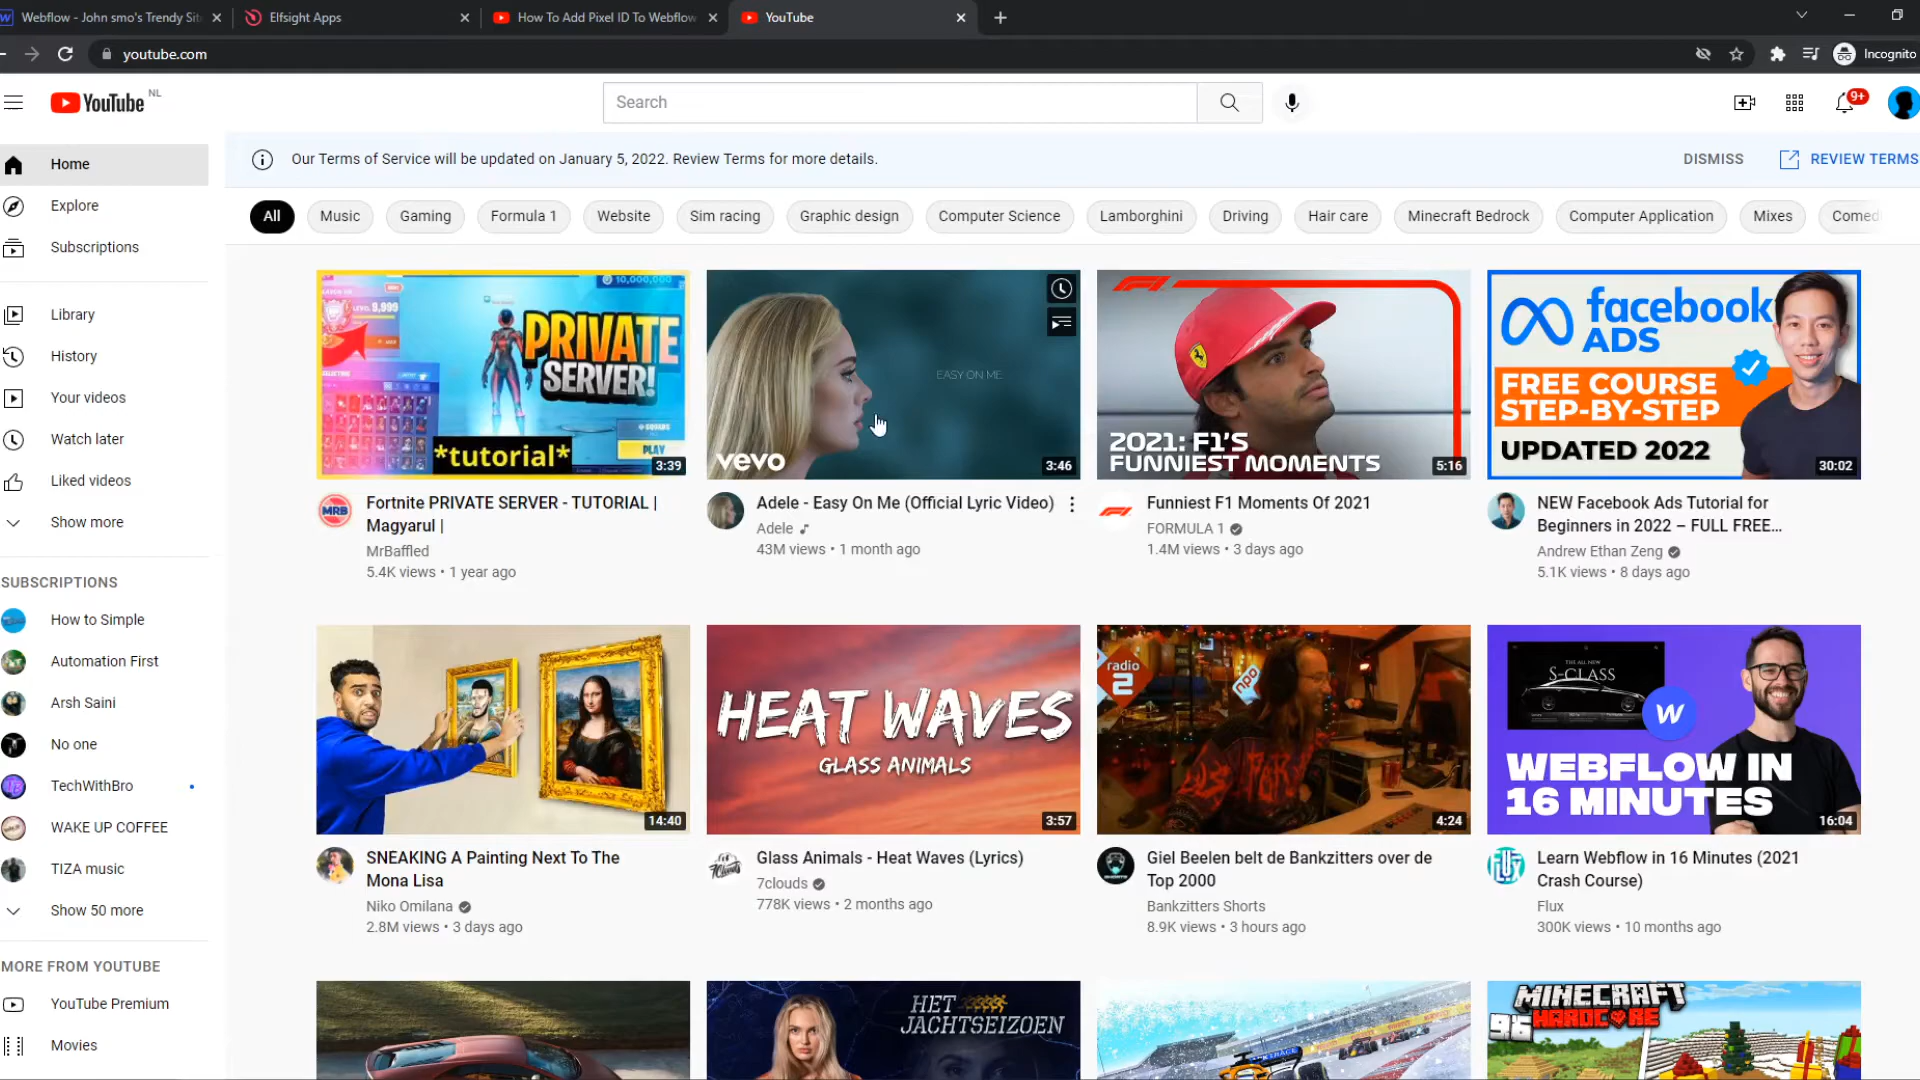 Webflow - John smo's Trendy Sit
Elfsight Apps
How To Add Pixel ID To Webflow
YouTube
youtube.com
Incognito
YouTube NL
Search
9+
Home
Explore
Subscriptions
Library
History
Your videos
Watch later
Liked videos
Show more
SUBSCRIPTIONS
How to Simple
Automation First
Arsh Saini
No one
TechWithBro
WAKE UP COFFEE
TIZA music
Show 50 more
MORE FROM YOUTUBE
YouTube Premium
Movies
Our Terms of Service will be updated on January 5, 2022. Review Terms for more details.
DISMISS
REVIEW TERMS
All
Music
Gaming
Formula 1
Website
Sim racing
Graphic design
Computer Science
Lamborghini
Driving
Hair care
Minecraft Bedrock
Computer Application
Mixes
Comed
10,000,000
9,999
PRIVATE
SERVER!
SQUADS
PLAY
*tutorial*
3:39
Fortnite PRIVATE SERVER - TUTORIAL |
Magyarul |
MrBaffled
5.4K views • 1 year ago
EASY ON ME
vevo
3:46
Adele - Easy On Me (Official Lyric Video)
Adele
43M views • 1 month ago
2021: F1'S
FUNNIEST MOMENTS
5:16
Funniest F1 Moments Of 2021
FORMULA 1
1.4M views • 3 days ago
facebook
ADS
FREE COURSE
STEP-BY-STEP
UPDATED 2022
30:02
NEW Facebook Ads Tutorial for
Beginners in 2022 – FULL FREE...
Andrew Ethan Zeng
5.1K views • 8 days ago
14:40
SNEAKING A Painting Next To The
Mona Lisa
Niko Omilana
2.8M views • 3 days ago
HEAT WAVES
GLASS ANIMALS
3:57
Glass Animals - Heat Waves (Lyrics)
7clouds
778K views • 2 months ago
radio
2
npo
4:24
Giel Beelen belt de Bankzitters over de
Top 2000
Bankzitters Shorts
8.9K views • 3 hours ago
THE ALL NEW
S-CLASS
W
WEBFLOW IN
16 MINUTES
16:04
Learn Webflow in 16 Minutes (2021
Crash Course)
Flux
300K views • 10 months ago
HET
JACHTSEIZOEN
MINECRAFT
96 HARDCORE